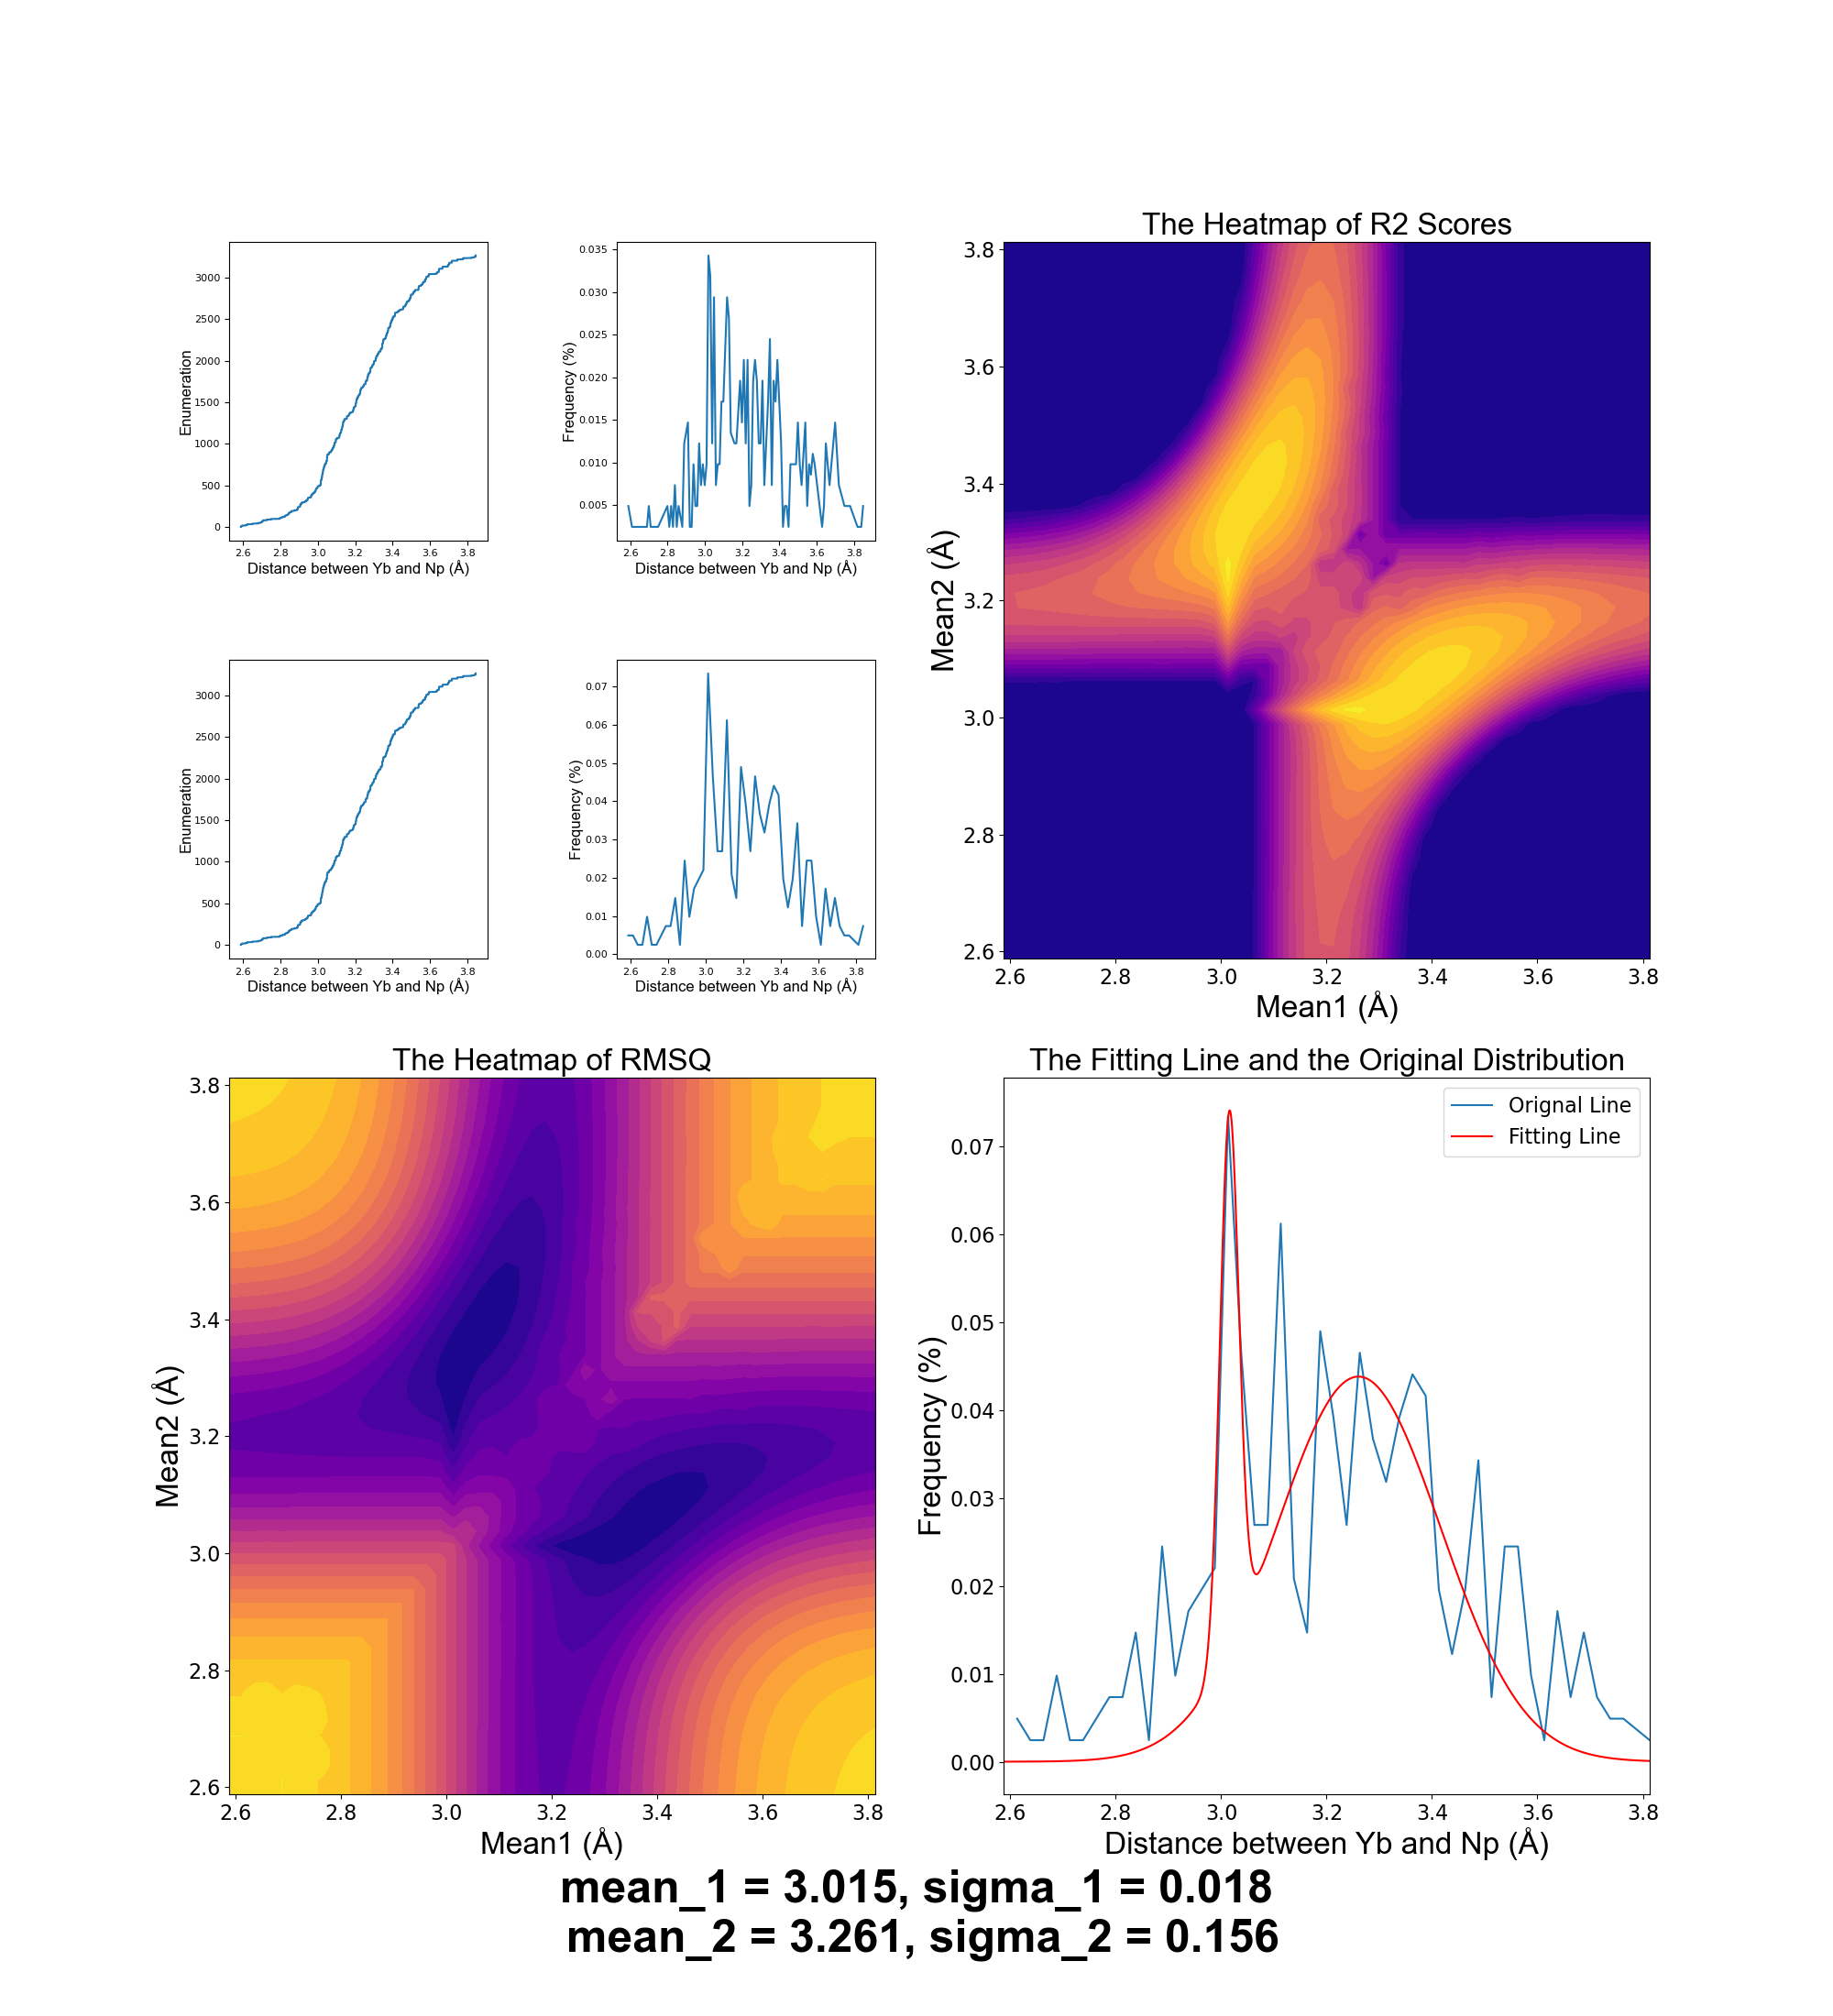 The Heatmap of R2 Scores
3000
2500
2000
1500
1000
500
0
Enumeration
2.6 2.8 3.0 3.2 3.4 3.6 3.8
Distance between Yb and Np (Å)
0.035
0.030
0.025
0.020
0.015
0.010
0.005
Frequency (%)
2.6 2.8 3.0 3.2 3.4 3.6 3.8
Distance between Yb and Np (Å)
3000
2500
2000
1500
1000
500
0
Enumeration
2.6 2.8 3.0 3.2 3.4 3.6 3.8
Distance between Yb and Np (Å)
0.07
0.06
0.05
0.04
0.03
0.02
0.01
0.00
Frequency (%)
2.6 2.8 3.0 3.2 3.4 3.6 3.8
Distance between Yb and Np (Å)
3.8
3.6
3.4
3.2
3.0
2.8
2.6
Mean2 (Å)
2.6 2.8 3.0 3.2 3.4 3.6 3.8
Mean1 (Å)
The Heatmap of RMSQ
3.8
3.6
3.4
3.2
3.0
2.8
2.6
Mean2 (Å)
2.6 2.8 3.0 3.2 3.4 3.6 3.8
Mean1 (Å)
The Fitting Line and the Original Distribution
Orignal Line
Fitting Line
0.07
0.06
0.05
0.04
0.03
0.02
0.01
0.00
Frequency (%)
2.6 2.8 3.0 3.2 3.4 3.6 3.8
Distance between Yb and Np (Å)
mean_1 = 3.015, sigma_1 = 0.018
mean_2 = 3.261, sigma_2 = 0.156